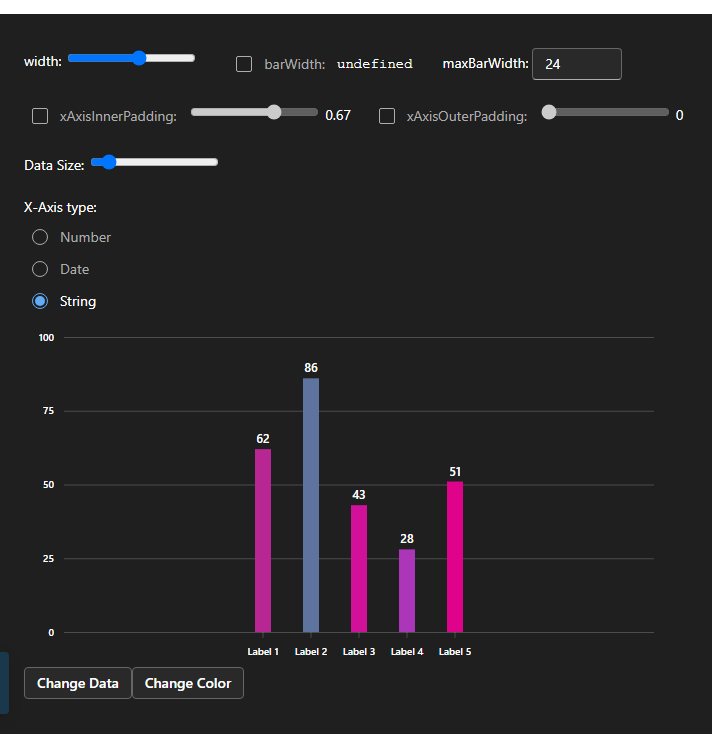 width: barWidth: undefined maxBarWidth: 24
xAxisInnerPadding: 0.67 xAxisOuterPadding: 0
Data Size:
X-Axis type:
Number
Date
String
100
86
75
62
51
50
43
28
25
0
Label 1 Label 2 Label 3 Label 4 Label 5
Change Data Change Color